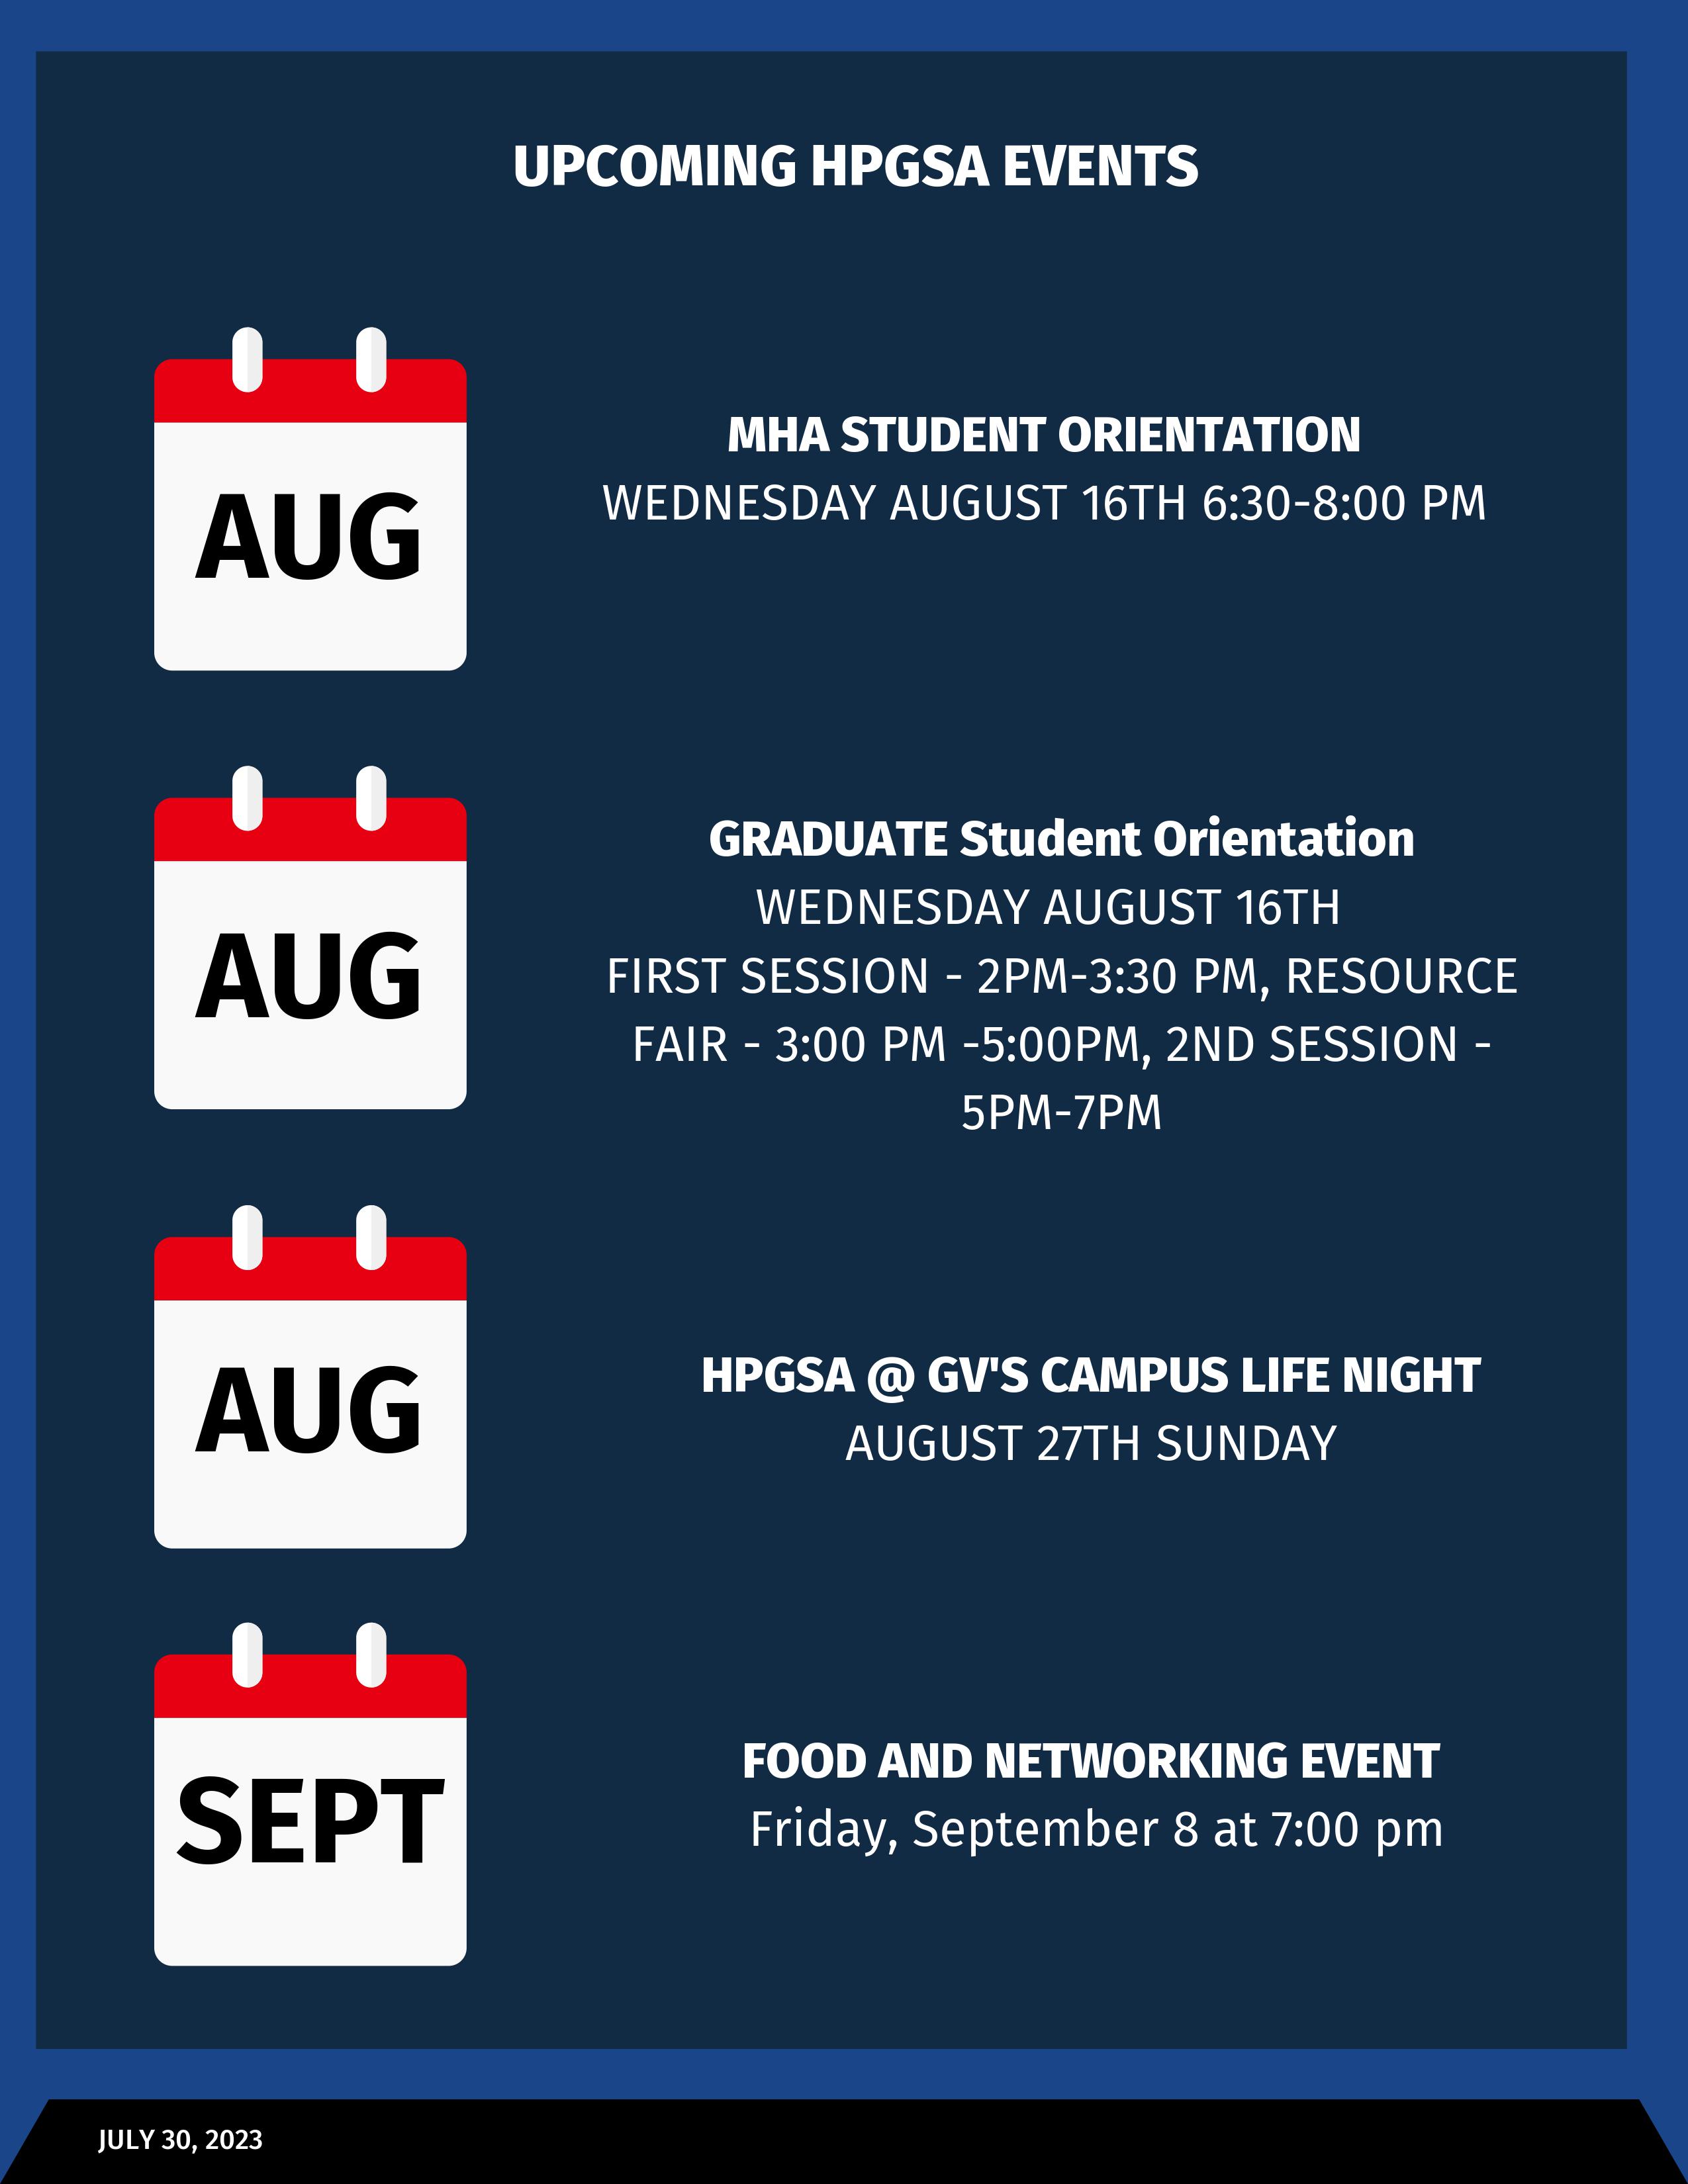 UPCOMING HPGSA EVENTS
AUG
MHA STUDENT ORIENTATION
WEDNESDAY AUGUST 16TH 6:30-8:00 PM
AUG
GRADUATE Student Orientation
WEDNESDAY AUGUST 16TH
FIRST SESSION - 2PM-3:30 PM, RESOURCE
FAIR - 3:00 PM -5:00PM, 2ND SESSION -
5PM-7PM
AUG
HPGSA @ GV'S CAMPUS LIFE NIGHT
AUGUST 27TH SUNDAY
SEPT
FOOD AND NETWORKING EVENT
Friday, September 8 at 7:00 pm
JULY 30, 2023